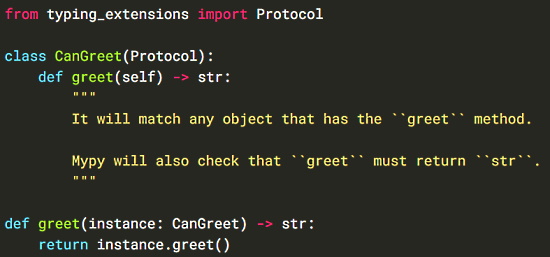 from typing_extensions import Protocol
class CanGreet(Protocol):
    def greet(self) -> str:
        """
        It will match any object that has the ``greet`` method.
        Mypy will also check that ``greet`` must return ``str``.
        """
def greet(instance: CanGreet) -> str:
    return instance.greet()